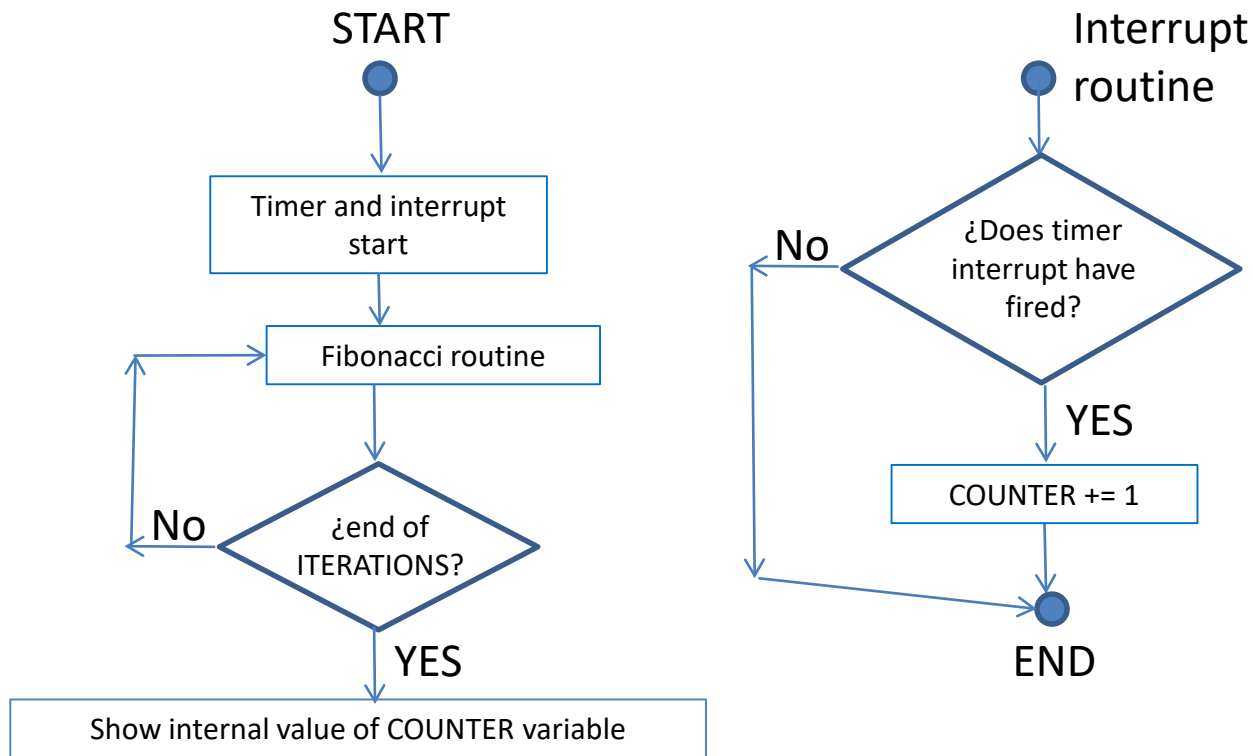 START
Timer and interrupt
start
Fibonacci routine
No
¿end of
ITERATIONS?
YES
Show internal value of COUNTER variable
Interrupt
routine
No
¿Does timer
interrupt have
fired?
YES
COUNTER += 1
END